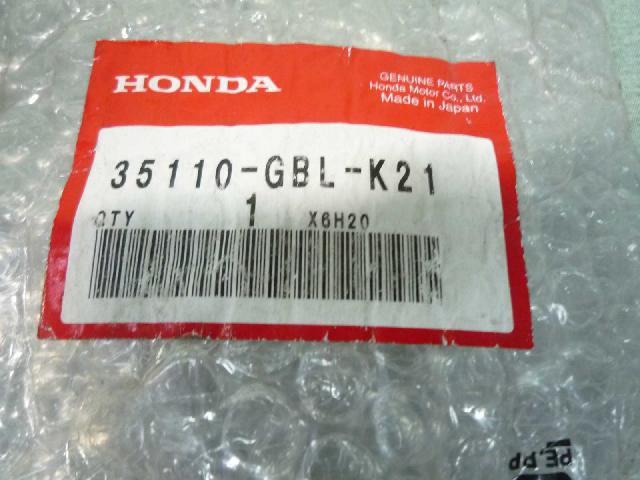 HONDA
GENUINE PARTS
Honda Motor Co., Ltd.
Made in Japan
35110-GBL-K21
QTY 1 X6H20
PE,PP